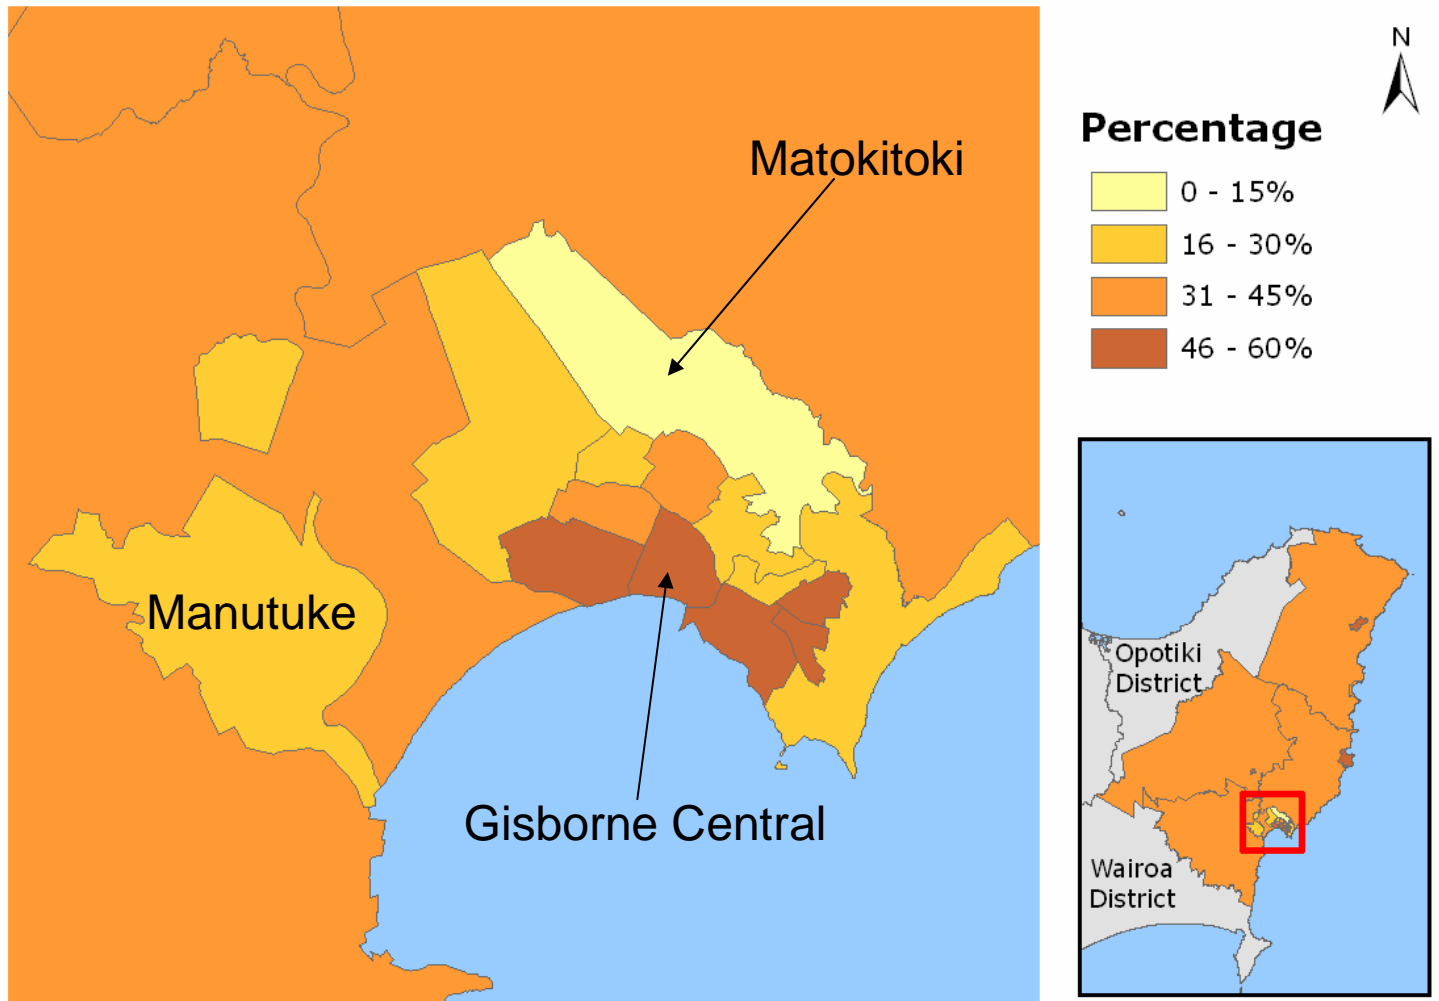 Matokitoki
Manutuke
Gisborne Central
N
Percentage
0 - 15%
16 - 30%
31 - 45%
46 - 60%
Opotiki
District
Wairoa
District